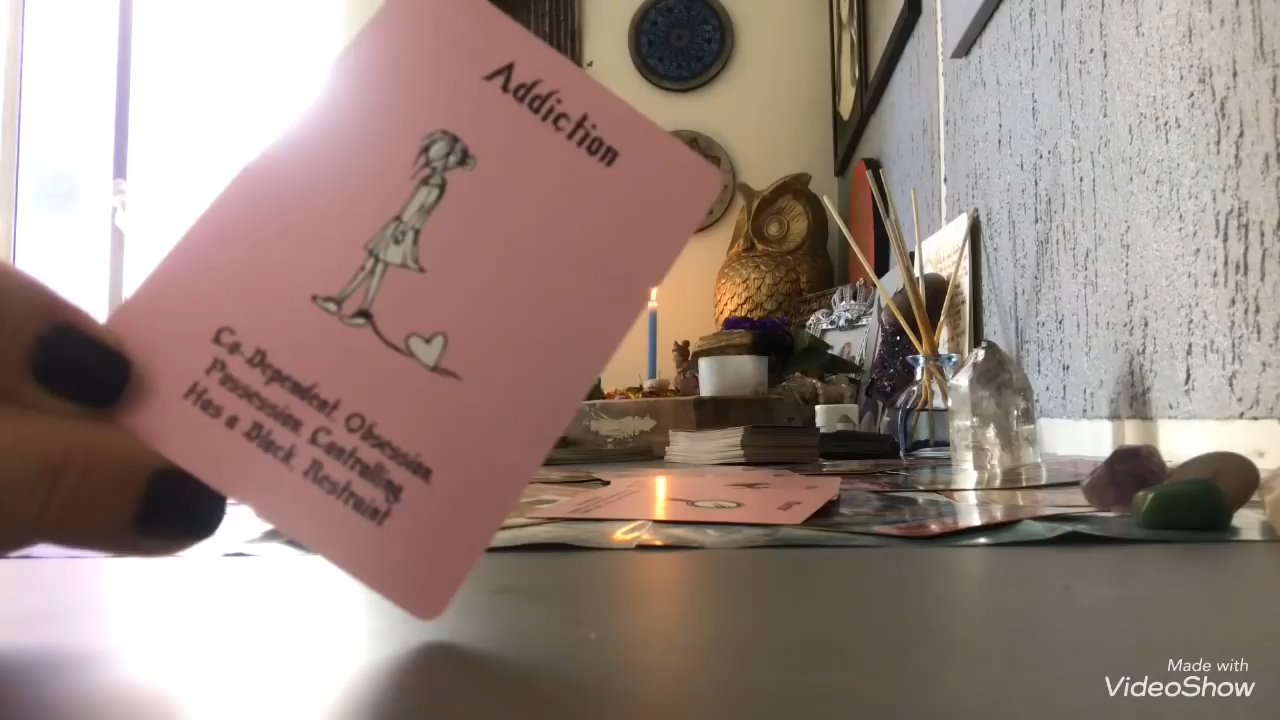 Addiction
Co-Dependent, Obsession
Possession, Controlling
Has a Block, Restraint
Made with
VideoShow